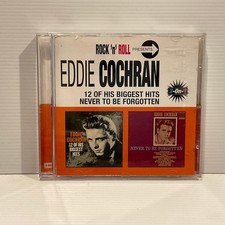 ROCK 'n' ROLL
PRESENTS
EDDIE COCHRAN
12 OF HIS BIGGEST HITS
NEVER TO BE FORGOTTEN
EDDIE
COCHRAN
12 OF HIS
BIGGEST
HITS
EDDIE COCHRAN
NEVER TO BE FORGOTTEN